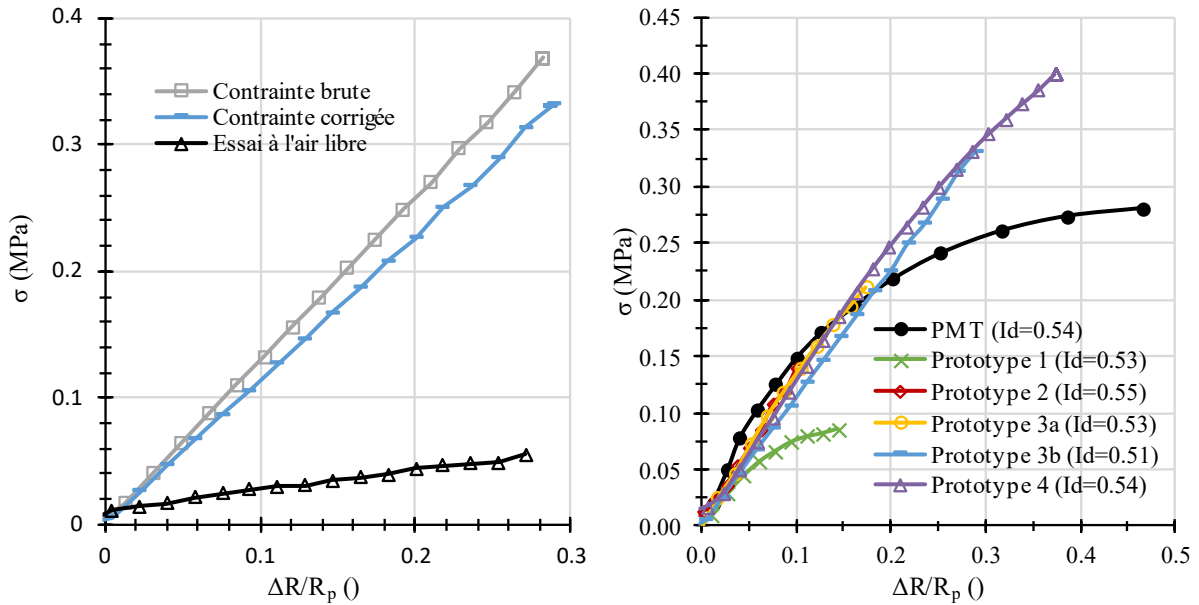 0.4
0.3
0.2
0.1
0
σ (MPa)
Contrainte brute
Contrainte corrigée
Essai à l'air libre
0
0.1
0.2
0.3
ΔR/Rp ()
0.45
0.40
0.35
0.30
0.25
0.20
0.15
0.10
0.05
0.00
σ (MPa)
PMT (Id=0.54)
Prototype 1 (Id=0.53)
Prototype 2 (Id=0.55)
Prototype 3a (Id=0.53)
Prototype 3b (Id=0.51)
Prototype 4 (Id=0.54)
0.0
0.1
0.2
0.3
0.4
0.5
ΔR/Rp ()